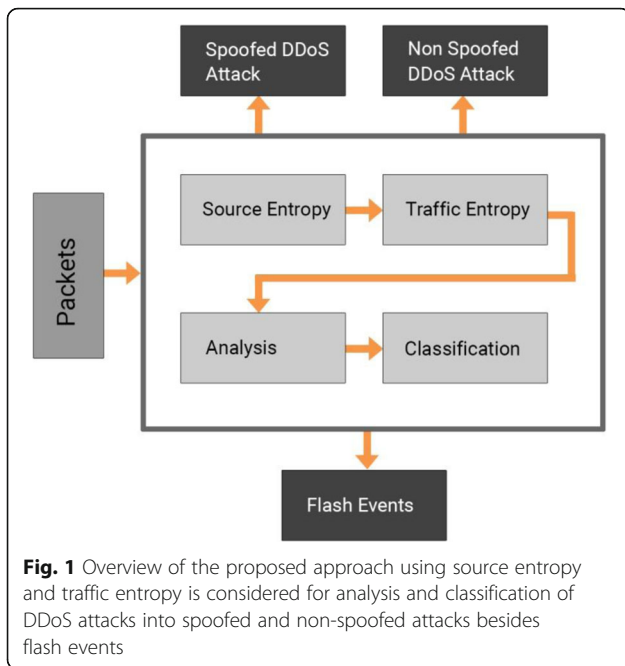 Spoofed DDoS
Attack
Non Spoofed
DDoS Attack
Packets
Source Entropy
Traffic Entropy
Analysis
Classification
Flash Events
Fig. 1 Overview of the proposed approach using source entropy
and traffic entropy is considered for analysis and classification of
DDoS attacks into spoofed and non-spoofed attacks besides
flash events